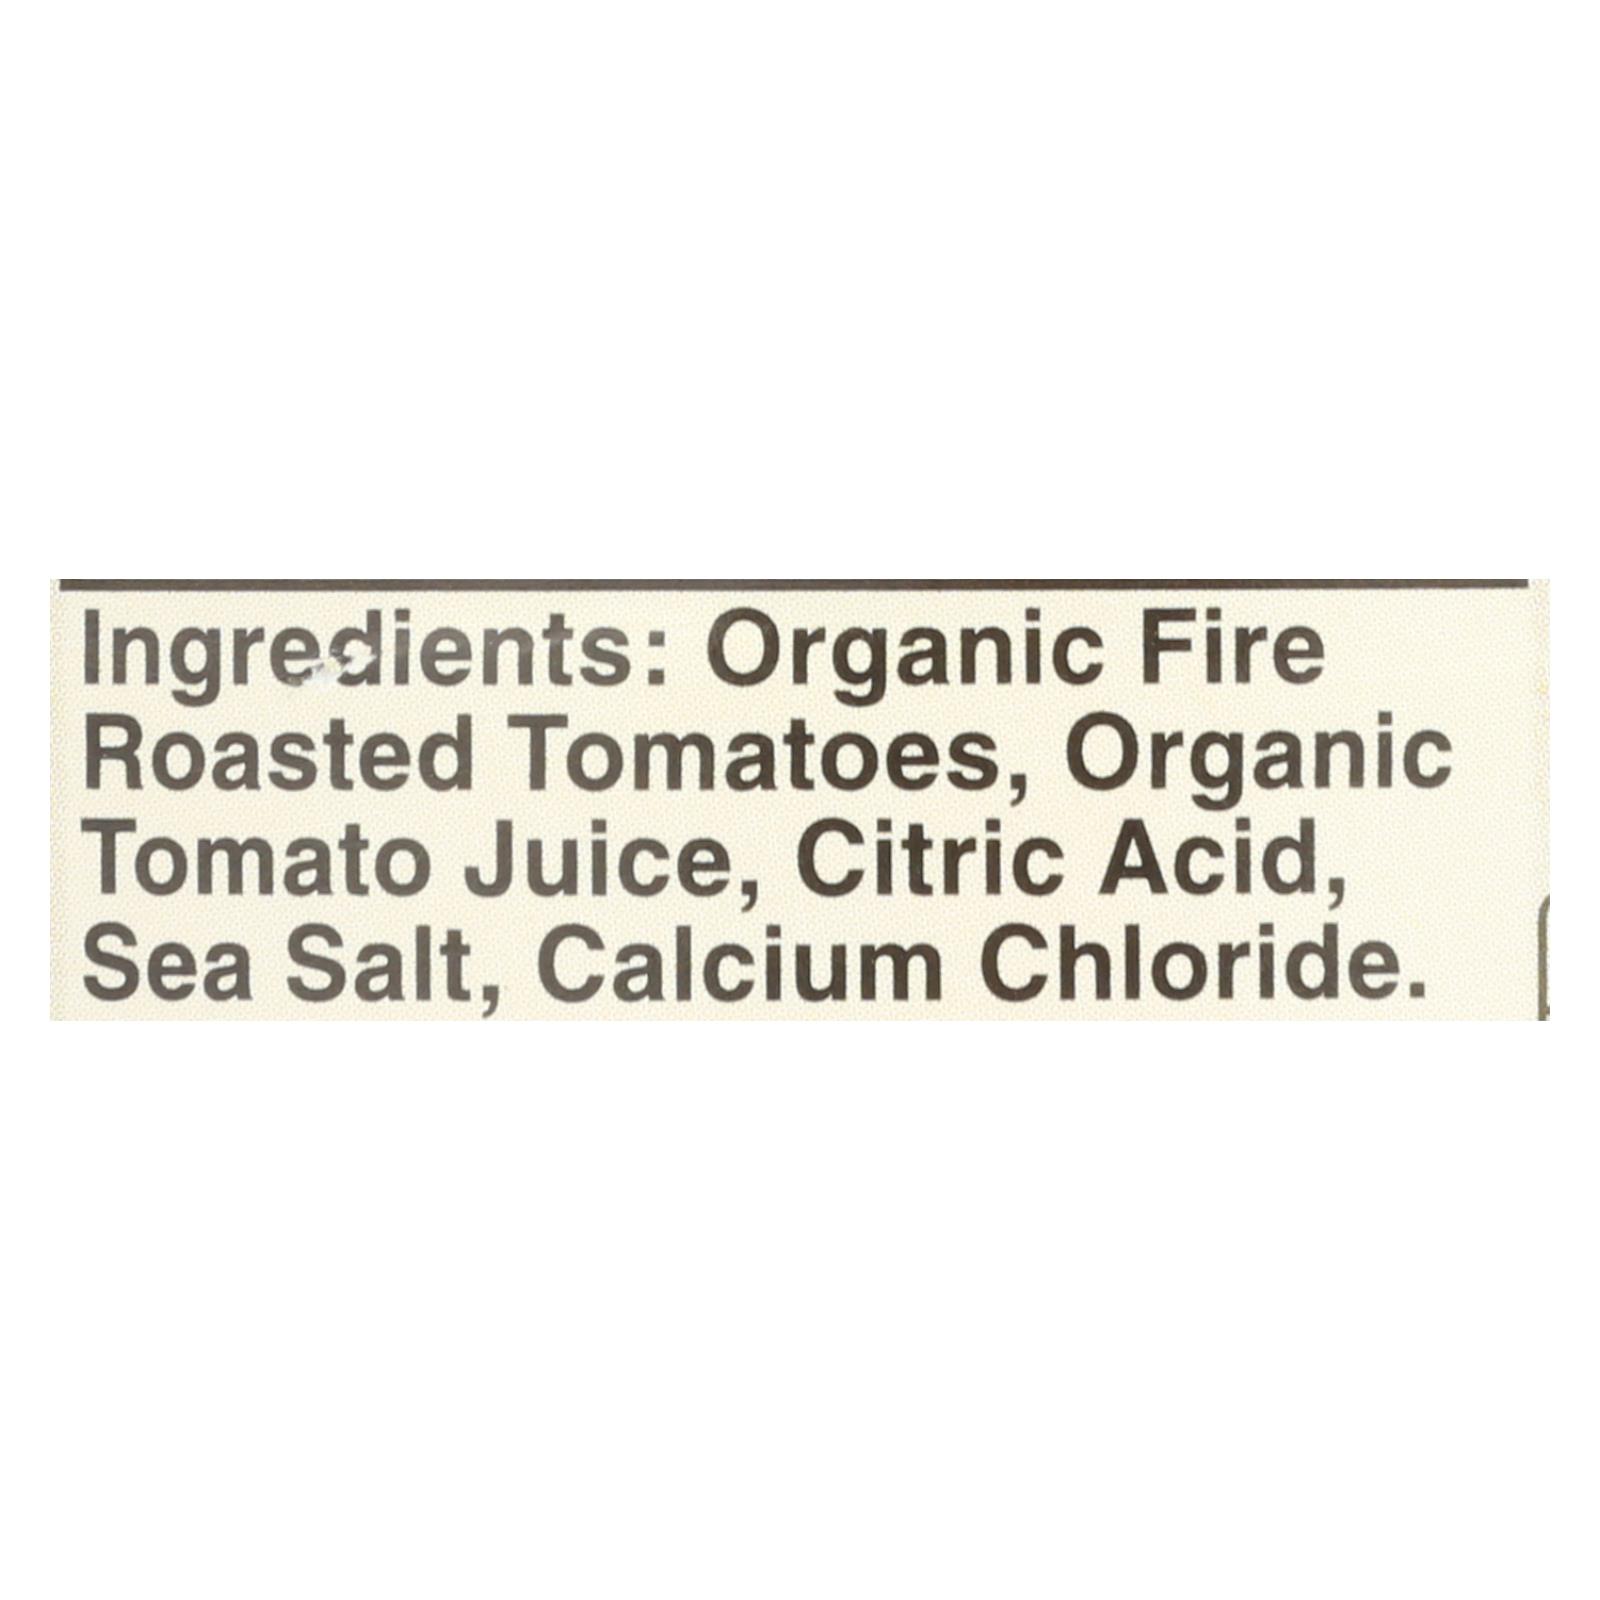 Ingredients: Organic Fire
Roasted Tomatoes, Organic
Tomato Juice, Citric Acid,
Sea Salt, Calcium Chloride.